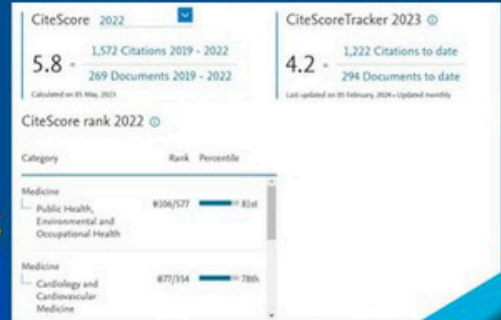 CiteScore 2022
5.8 =
1,572 Citations 2019 - 2022
269 Documents 2019 - 2022
Calculated on 05 May, 2023
CiteScoreTracker 2023
4.2 =
1,222 Citations to date
294 Documents to date
Last updated on 05 February, 2024 • Updated monthly
CiteScore rank 2022
Category Rank Percentile
Medicine
Public Health,
Environmental and
Occupational Health
#106/577 81st
Medicine
Cardiology and
Cardiovascular
Medicine
#77/354 78th